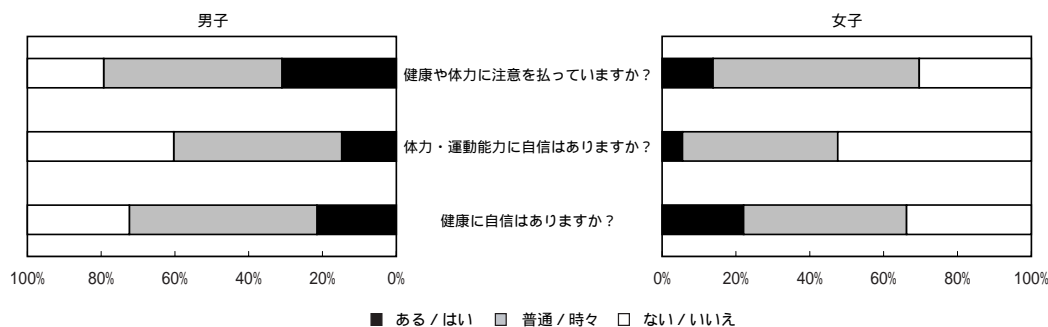 男子
女子
健康や体力に注意を払っていますか？
体力・運動能力に自信はありますか？
健康に自信はありますか？
100% 80% 60% 40% 20% 0%
0% 20% 40% 60% 80% 100%
ある / はい 普通 / 時々 ない / いいえ